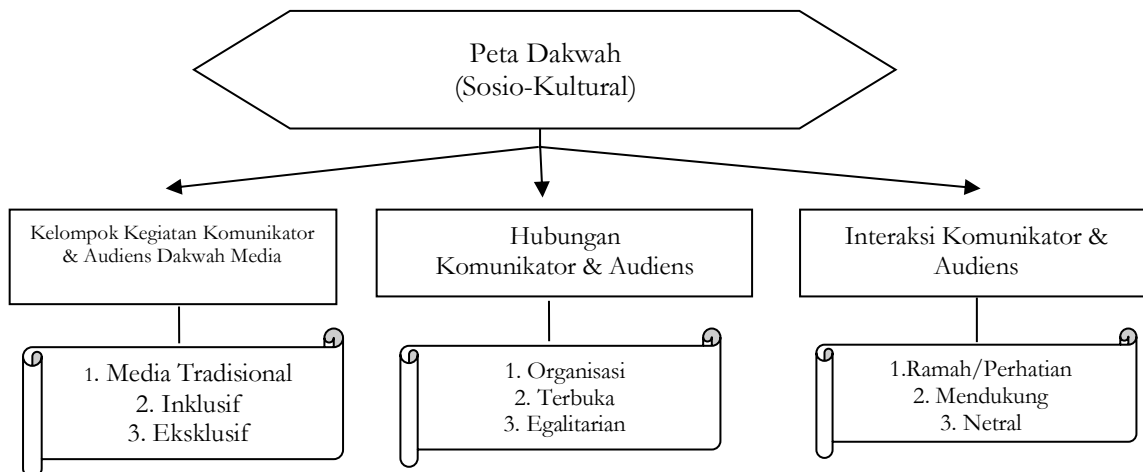 Peta Dakwah
(Sosio-Kultural)
Kelompok Kegiatan Komunikator
& Audiens Dakwah Media
Hubungan
Komunikator & Audiens
Interaksi Komunikator &
Audiens
1. Media Tradisional
2. Inklusif
3. Eksklusif
1. Organisasi
2. Terbuka
3. Egalitarian
1.Ramah/Perhatian
2. Mendukung
3. Netral